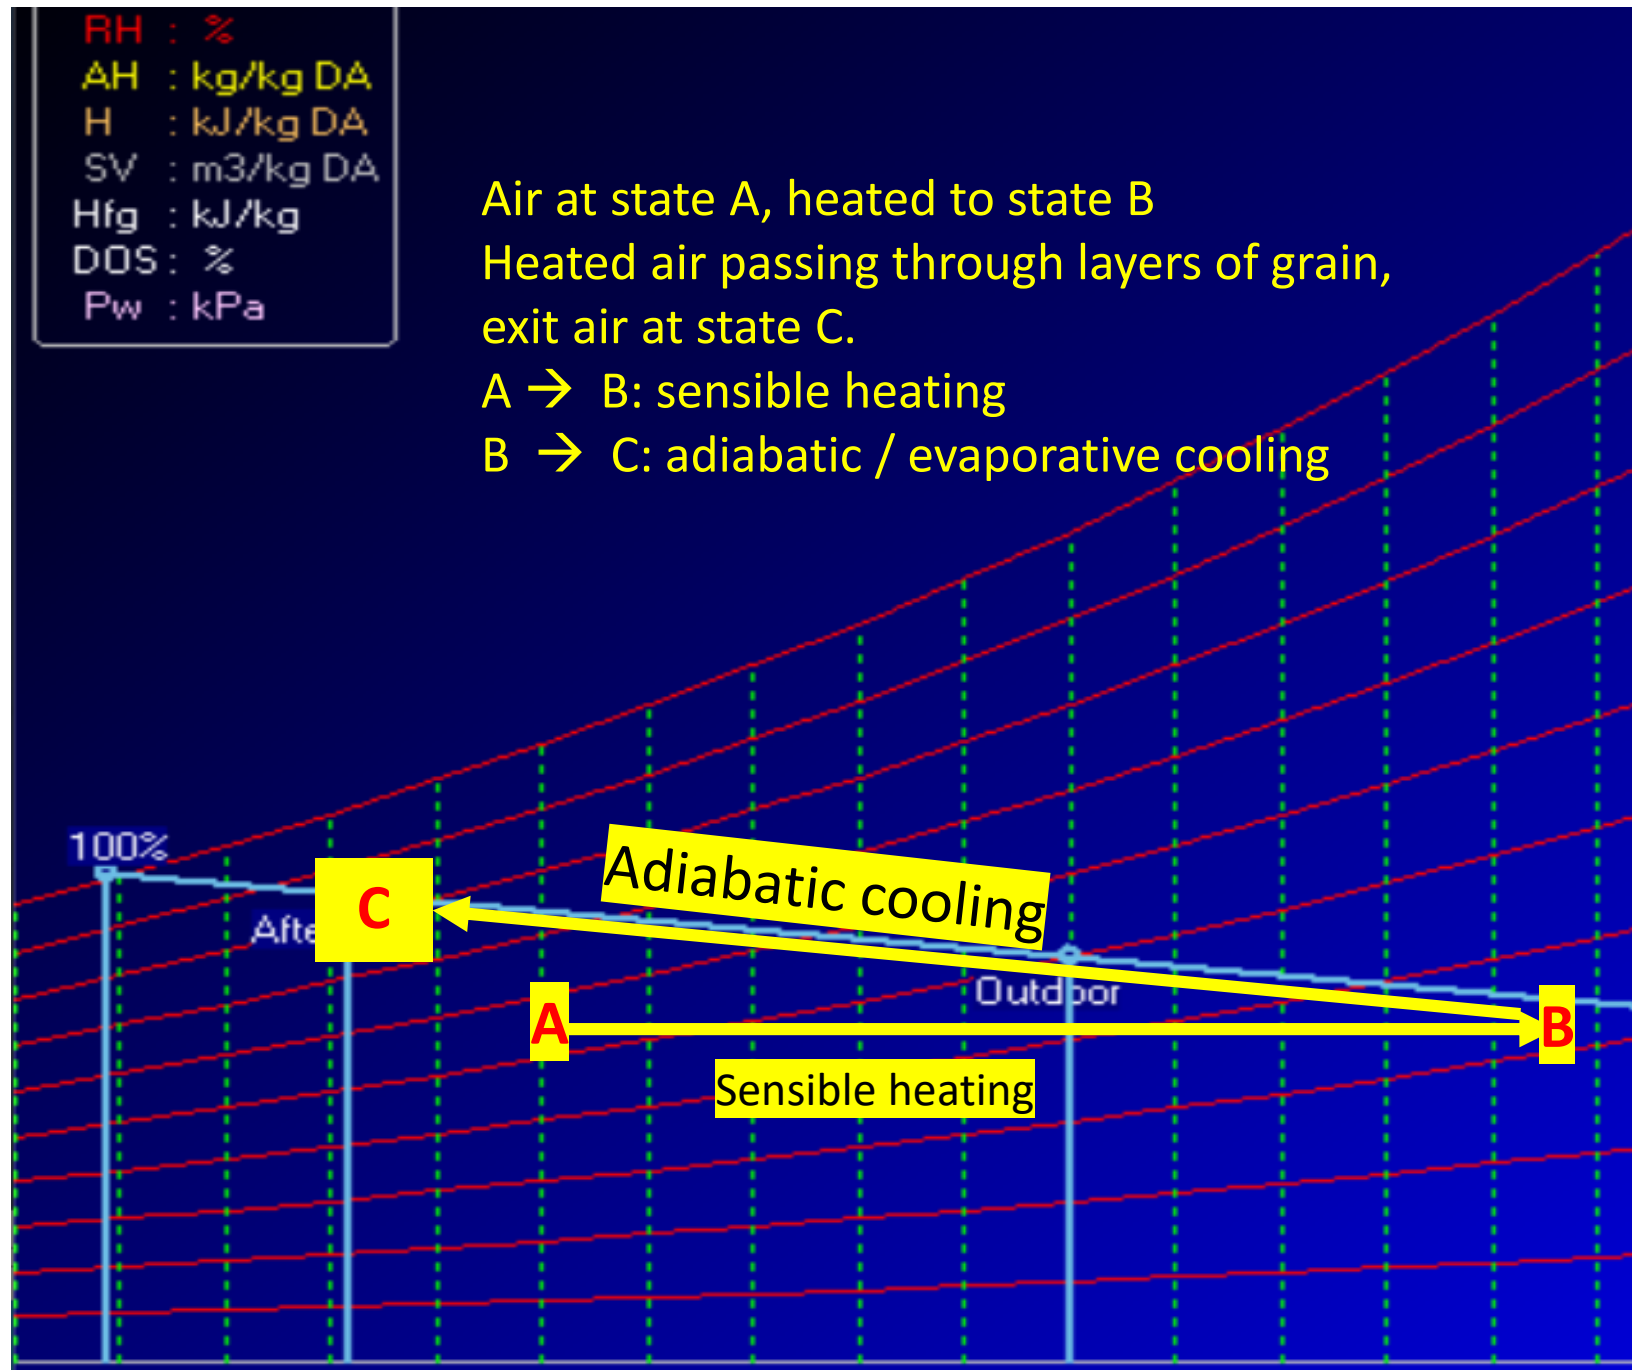 RH : %
AH : kg/kg DA
H : kJ/kg DA
SV : m3/kg DA
Hfg : kJ/kg
DOS : %
Pw : kPa
Air at state A, heated to state B
Heated air passing through layers of grain,
exit air at state C.
A → B: sensible heating
B → C: adiabatic / evaporative cooling
100%
Adiabatic cooling
C
Afte
Outdoor
A
B
Sensible heating